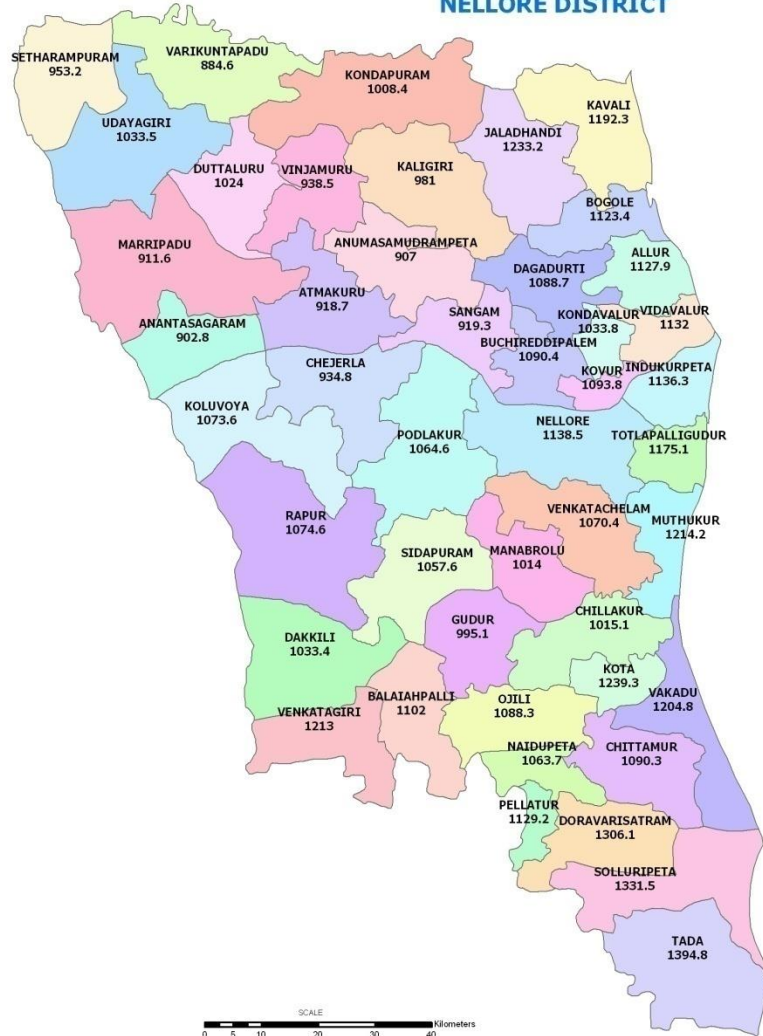 NELLORE DISTRICT
SETHARAMPURAM
953.2
VARIKUNTAPADU
884.6
KONDAPURAM
1008.4
KAVALI
1192.3
UDAYAGIRI
1033.5
JALADHANDI
1233.2
DUTTALURU
1024
VINJAMURU
938.5
KALIGIRI
981
BOGOLE
1123.4
MARRIPADU
911.6
ANUMASAMUDRAMPETA
907
ALLUR
1127.9
DAGADURTI
1088.7
ATMAKURU
918.7
ANANTASAGARAM
902.8
SANGAM
919.3
KONDAVALUR
1033.8
VIDAVALUR
1132
BUCHIREDDIPALEM
1090.4
CHEJERLA
934.8
KOVUR
1093.8
INDUKURPETA
1136.3
KOLUVOYA
1073.6
PODLAKUR
1064.6
NELLORE
1138.5
TOTLAPALLIGUDUR
1175.1
RAPUR
1074.6
VENKATACHELAM
1070.4
MUTHUKUR
1214.2
SIDAPURAM
1057.6
MANABROLU
1014
DAKKILI
1033.4
GUDUR
995.1
CHILLAKUR
1015.1
KOTA
1239.3
VAKADU
1204.8
VENKATAGIRI
1213
BALAIAHPALLI
1102
OJILI
1088.3
NAIDUPETA
1063.7
CHITTAMUR
1090.3
PELLATUR
1129.2
DORAVARISATRAM
1306.1
SOLLURIPETA
1331.5
TADA
1394.8
SCALE
Kilometers
0 5 10 20 30 40